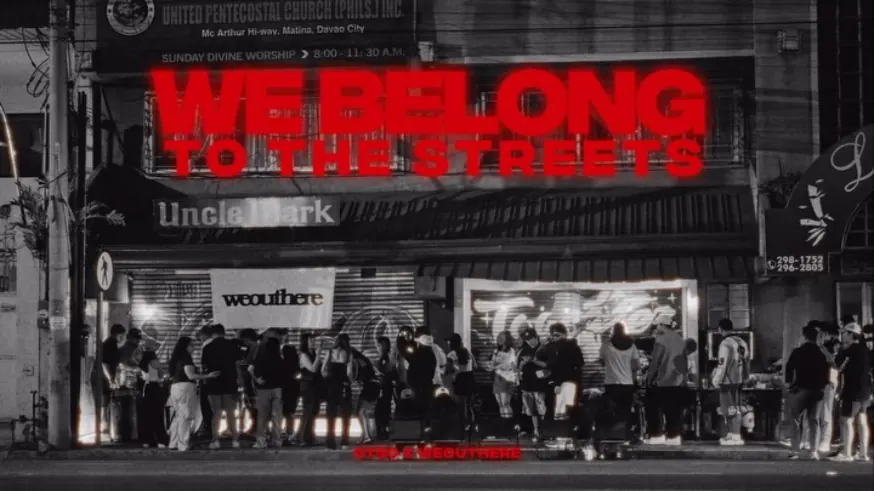 UNITED PENTECOSTAL CHURCH (PHILS.) INC.
Mc Arthur Hi-way, Matina, Davao City
SUNDAY DIVINE WORSHIP 8:00 - 11:30 A.M.
WE BELONG
TO THE STREETS
Uncle Mark
weouthere
298-1752
296-2805
WEOUTHERE